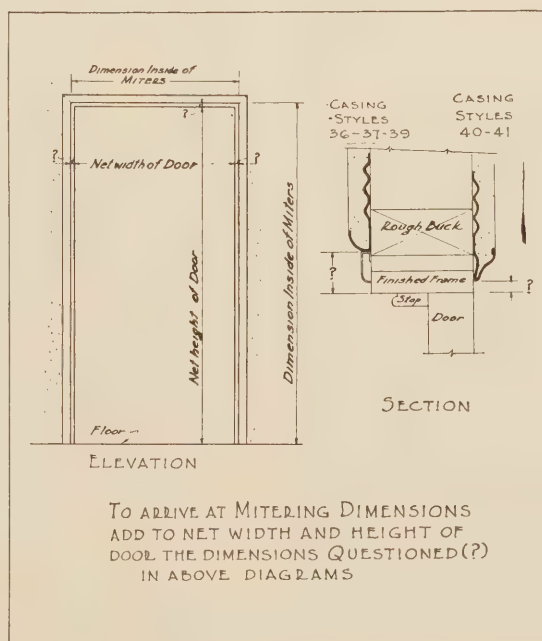 Dimension Inside of
MITERS
?
? Net width of Door ?
Net height of Door
Dimension Inside of Miters
Floor
ELEVATION
CASING
STYLES
36-37-39
CASING
STYLES
40-41
Rough Buck
?
Finished Frame
?
Stop
Door
SECTION
TO ARRIVE AT MITERING DIMENSIONS
ADD TO NET WIDTH AND HEIGHT OF
DOOR THE DIMENSIONS QUESTIONED (?)
IN ABOVE DIAGRAMS